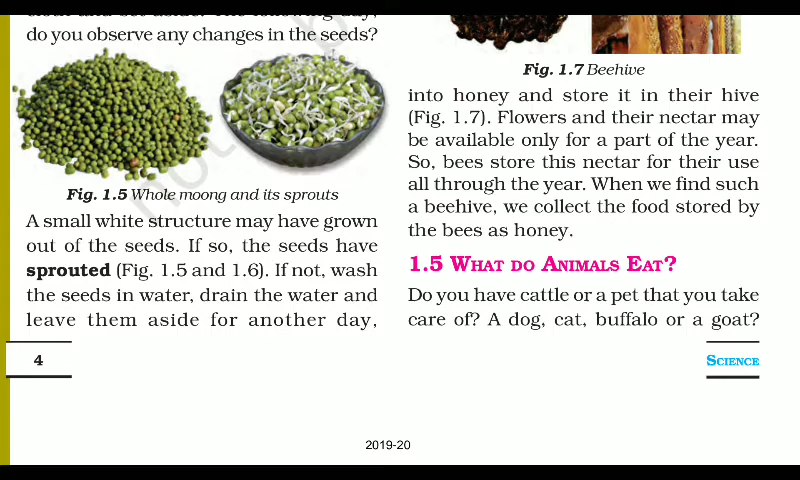 do you observe any changes in the seeds?
Fig. 1.5 Whole moong and its sprouts
A small white structure may have grown
out of the seeds. If so, the seeds have
sprouted (Fig. 1.5 and 1.6). If not, wash
the seeds in water, drain the water and
leave them aside for another day,
4
Fig. 1.7 Beehive
into honey and store it in their hive
(Fig. 1.7). Flowers and their nectar may
be available only for a part of the year.
So, bees store this nectar for their use
all through the year. When we find such
a beehive, we collect the food stored by
the bees as honey.
1.5 WHAT DO ANIMALS EAT?
Do you have cattle or a pet that you take
care of? A dog, cat, buffalo or a goat?
SCIENCE
2019-20